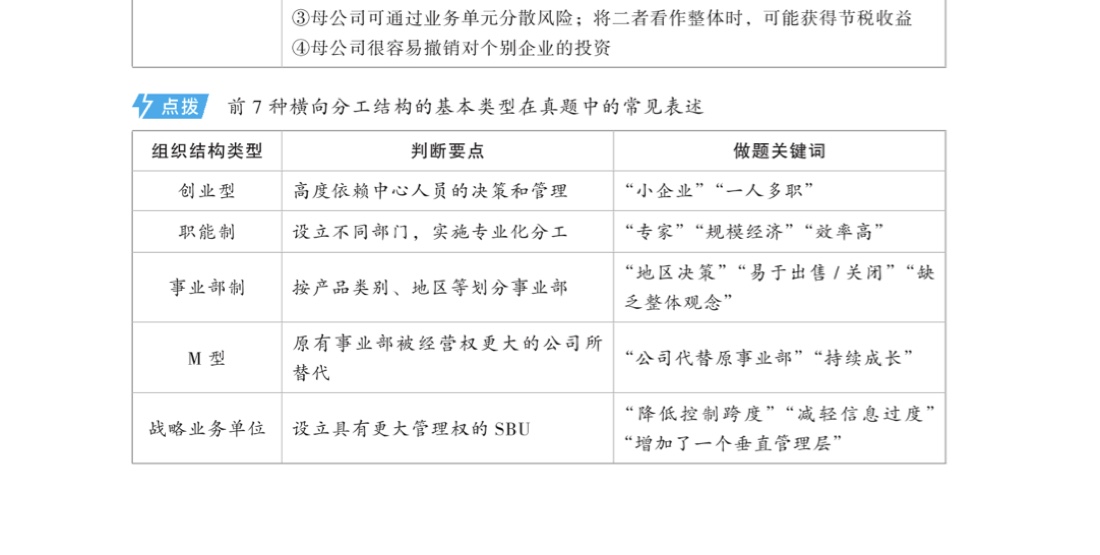 ③母公司可通过业务单元分散风险；将二者看作整体时，可能获得节税收益
④母公司很容易撤销对个别企业的投资
点拨 前 7 种横向分工结构的基本类型在真题中的常见表述
组织结构类型 判断要点 做题关键词
创业型 高度依赖中心人员的决策和管理 “小企业”“一人多职”
职能制 设立不同部门，实施专业化分工 “专家”“规模经济”“效率高”
事业部制 按产品类别、地区等划分事业部 “地区决策”“易于出售 / 关闭”“缺
乏整体观念”
M 型 原有事业部被经营权更大的公司所
替代 “公司代替原事业部”“持续成长”
战略业务单位 设立具有更大管理权的 SBU “降低控制跨度”“减轻信息过度”
“增加了一个垂直管理层”